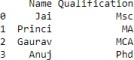 Name Qualification
0 Jai Msc
1 Princi MA
2 Gaurav MCA
3 Anuj Phd